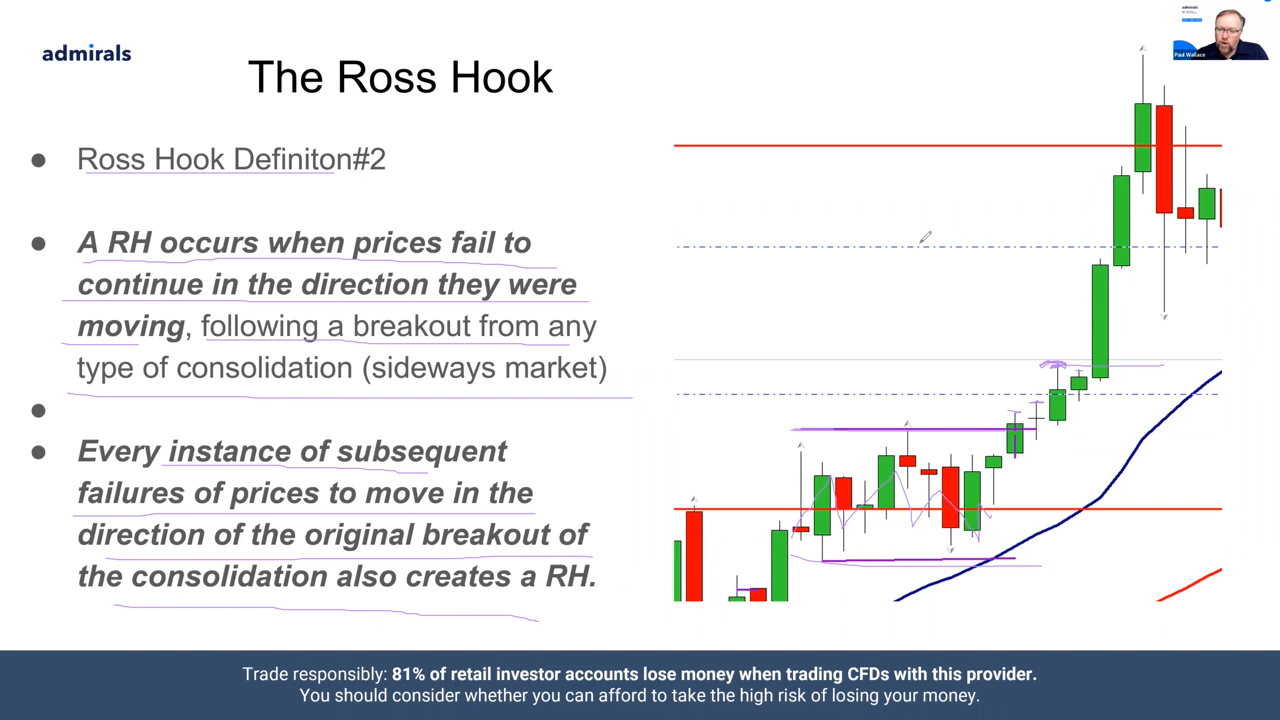 admirals
Paul Wallace
The Ross Hook
● Ross Hook Definiton#2
● A RH occurs when prices fail to
continue in the direction they were
moving, following a breakout from any
type of consolidation (sideways market)
●
● Every instance of subsequent
failures of prices to move in the
direction of the original breakout of
the consolidation also creates a RH.
Trade responsibly: 81% of retail investor accounts lose money when trading CFDs with this provider.
You should consider whether you can afford to take the high risk of losing your money.